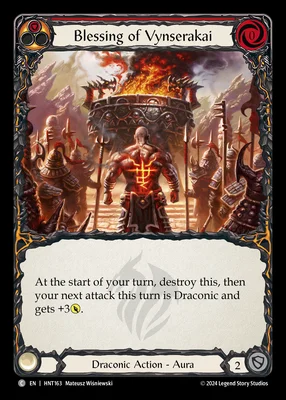 Blessing of Vynserakai
At the start of your turn, destroy this, then
your next attack this turn is Draconic and
gets +3.
Draconic Action - Aura
2
C EN | HNT163 Mateusz Wiśniewski
© 2024 Legend Story Studios